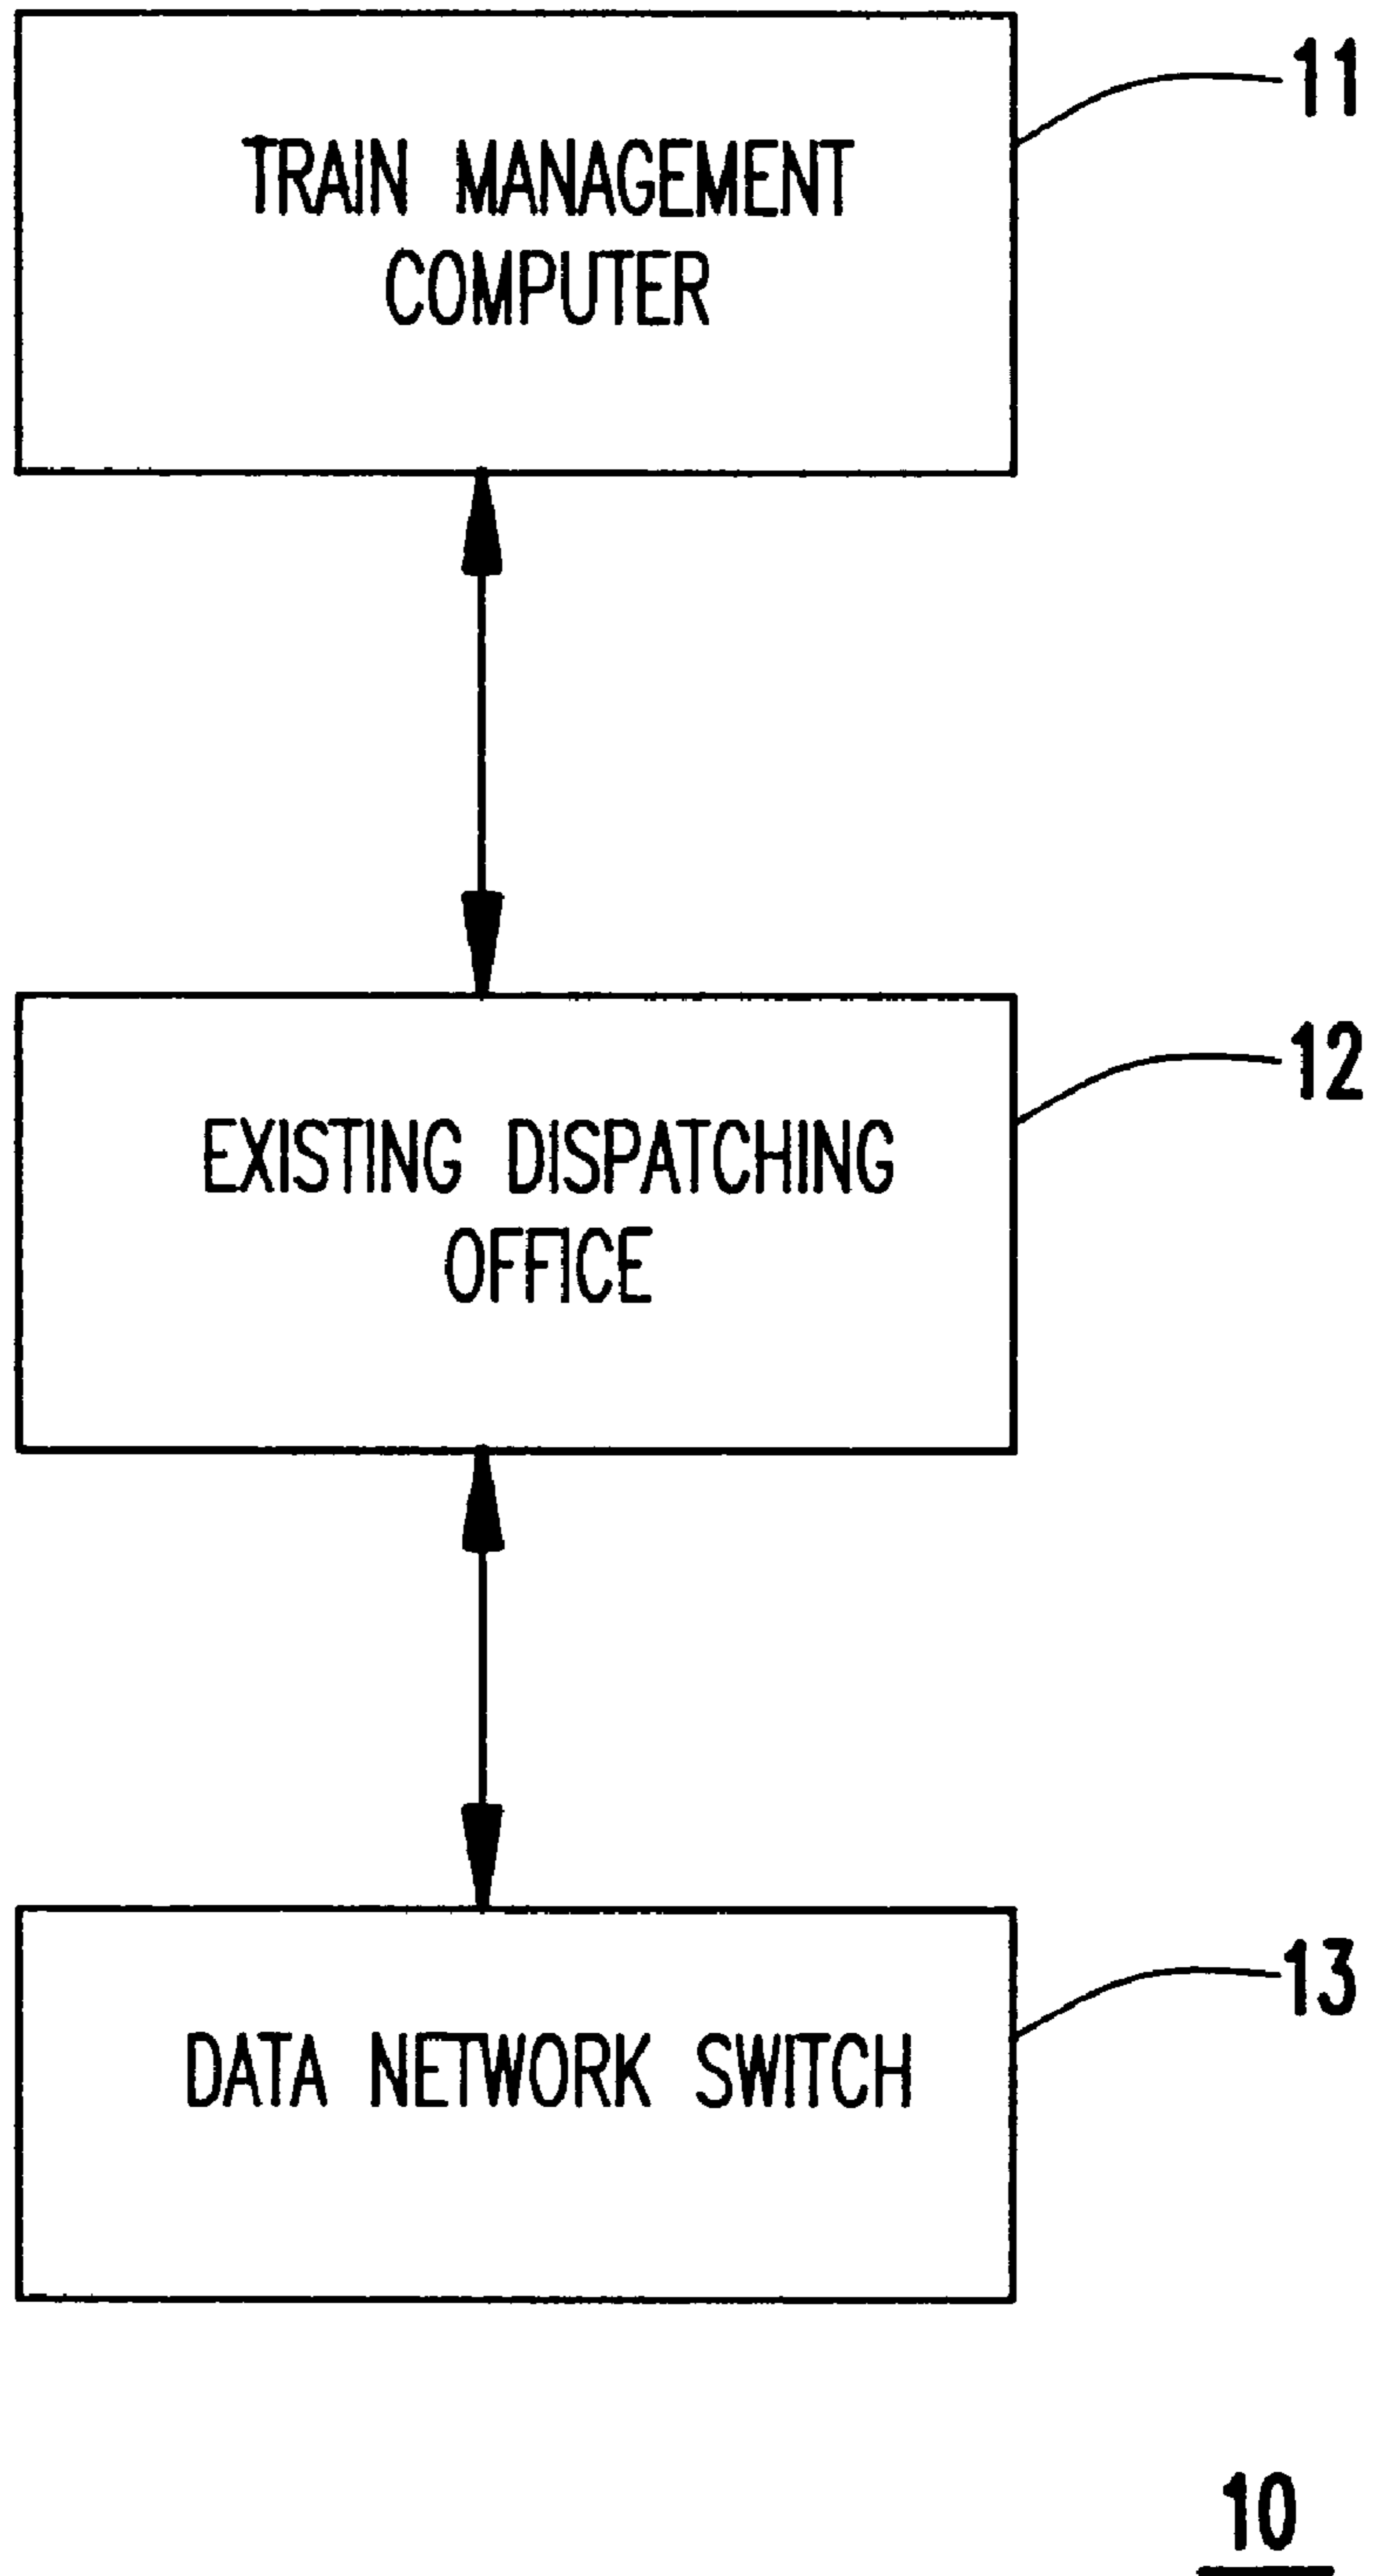 11
TRAIN MANAGEMENT
COMPUTER
12
EXISTING DISPATCHING
OFFICE
13
DATA NETWORK SWITCH
10